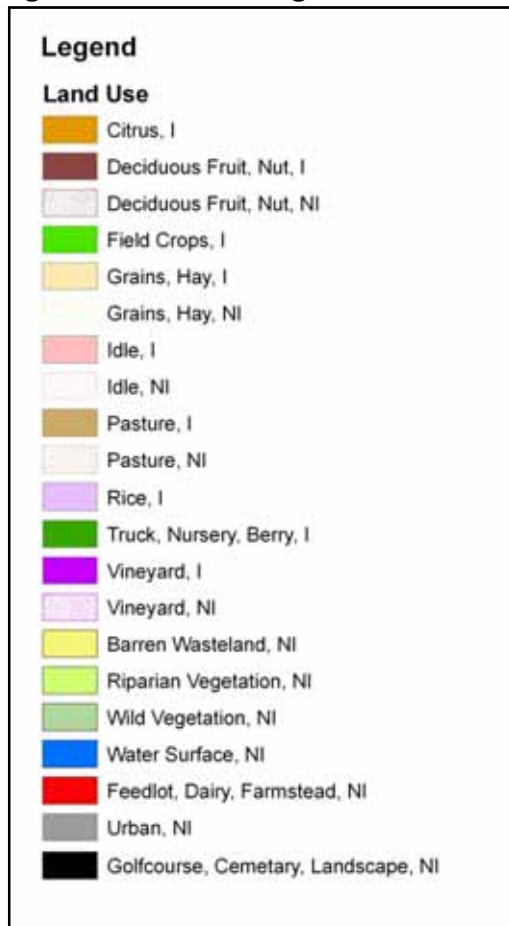 Legend
Land Use
Citrus, I
Deciduous Fruit, Nut, I
Deciduous Fruit, Nut, NI
Field Crops, I
Grains, Hay, I
Grains, Hay, NI
Idle, I
Idle, NI
Pasture, I
Pasture, NI
Rice, I
Truck, Nursery, Berry, I
Vineyard, I
Vineyard, NI
Barren Wasteland, NI
Riparian Vegetation, NI
Wild Vegetation, NI
Water Surface, NI
Feedlot, Dairy, Farmstead, NI
Urban, NI
Golfcourse, Cemetary, Landscape, NI